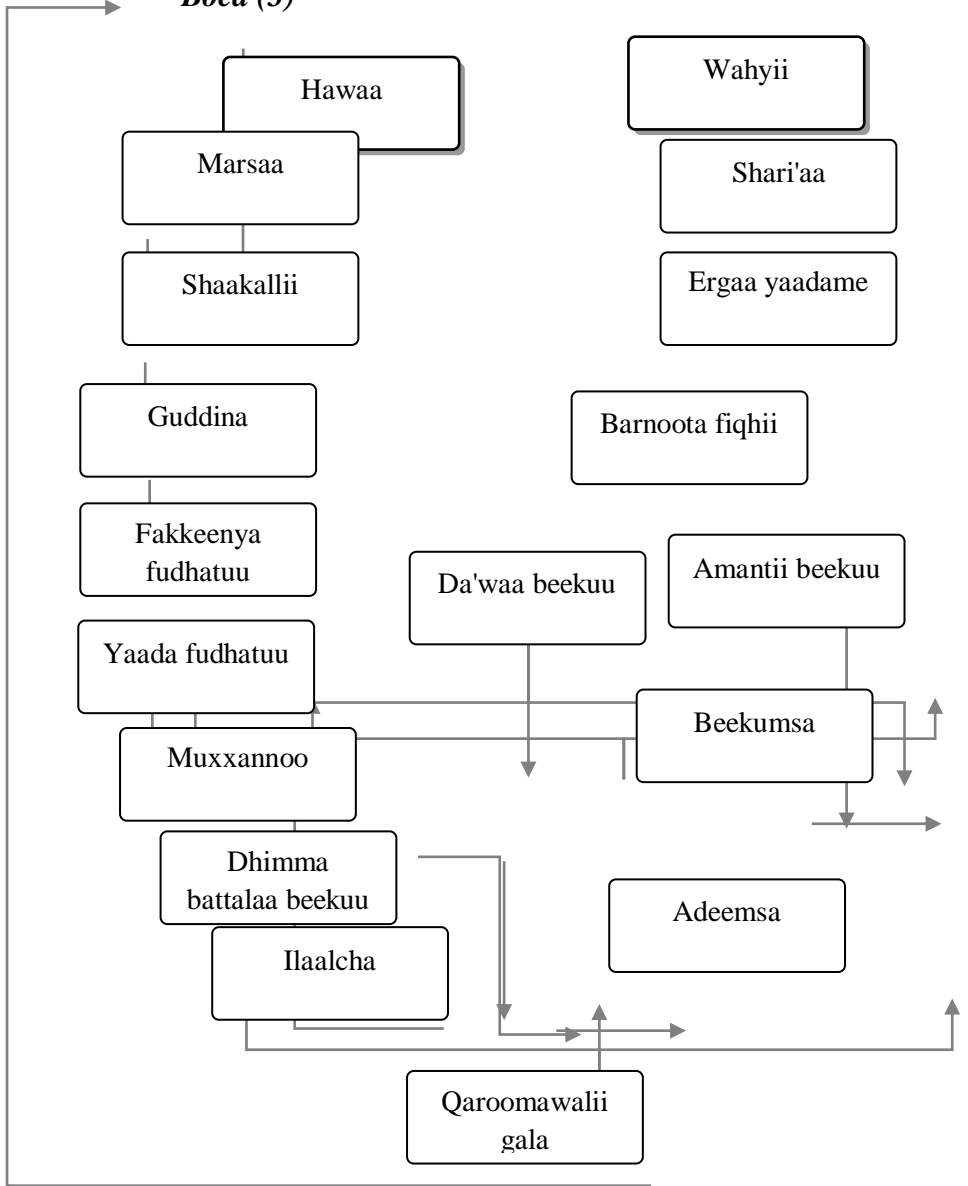 Boca (3)
Hawaa
Wahyii
Marsaa
Shari'aa
Shaakallii
Ergaa yaadame
Guddina
Barnoota fiqhii
Fakkeenya
fudhatuu
Da'waa beekuu
Amantii beekuu
Yaada fudhatuu
Beekumsa
Muxxannoo
Dhimma
battalaa beekuu
Adeemsa
Ilaalcha
Qaroomawalii
gala